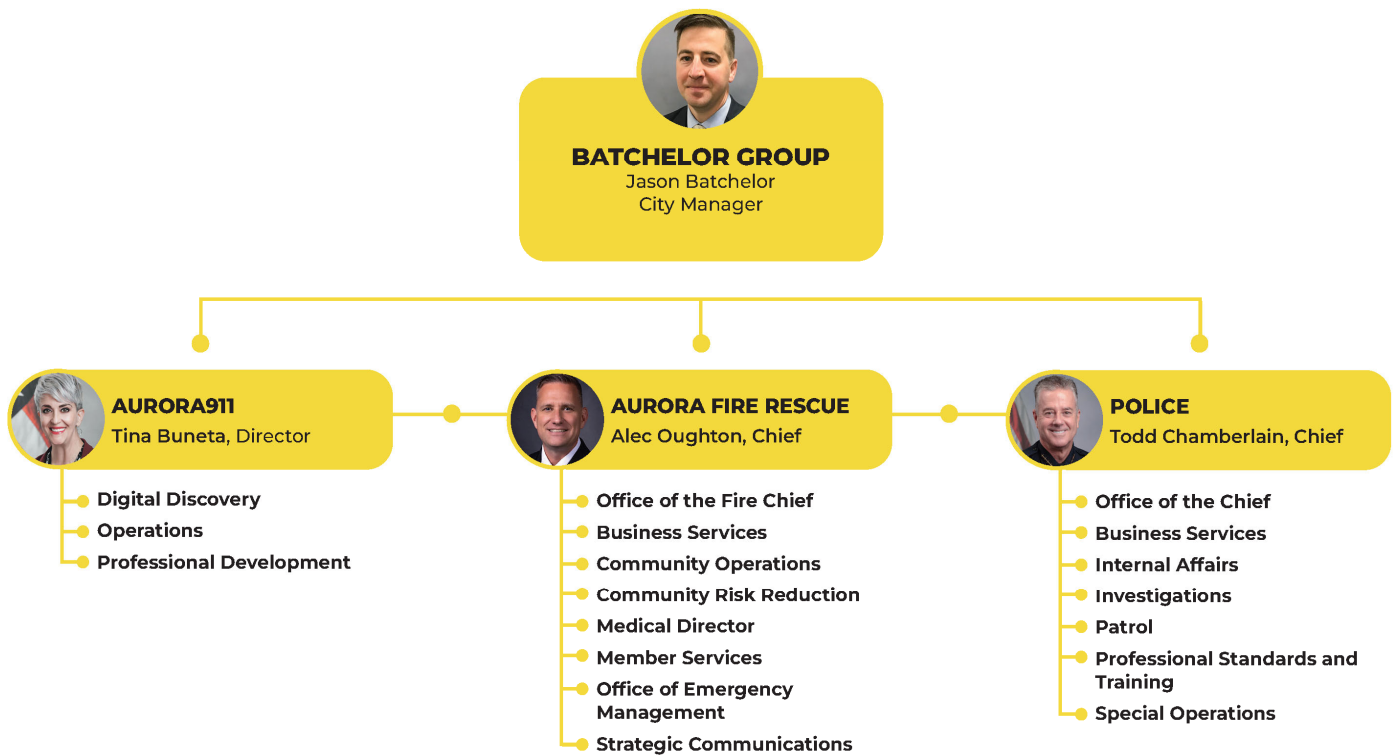 BATCHELOR GROUP
Jason Batchelor
City Manager
AURORA911
Tina Buneta, Director
Digital Discovery
Operations
Professional Development
AURORA FIRE RESCUE
Alec Oughton, Chief
Office of the Fire Chief
Business Services
Community Operations
Community Risk Reduction
Medical Director
Member Services
Office of Emergency
Management
Strategic Communications
POLICE
Todd Chamberlain, Chief
Office of the Chief
Business Services
Internal Affairs
Investigations
Patrol
Professional Standards and
Training
Special Operations